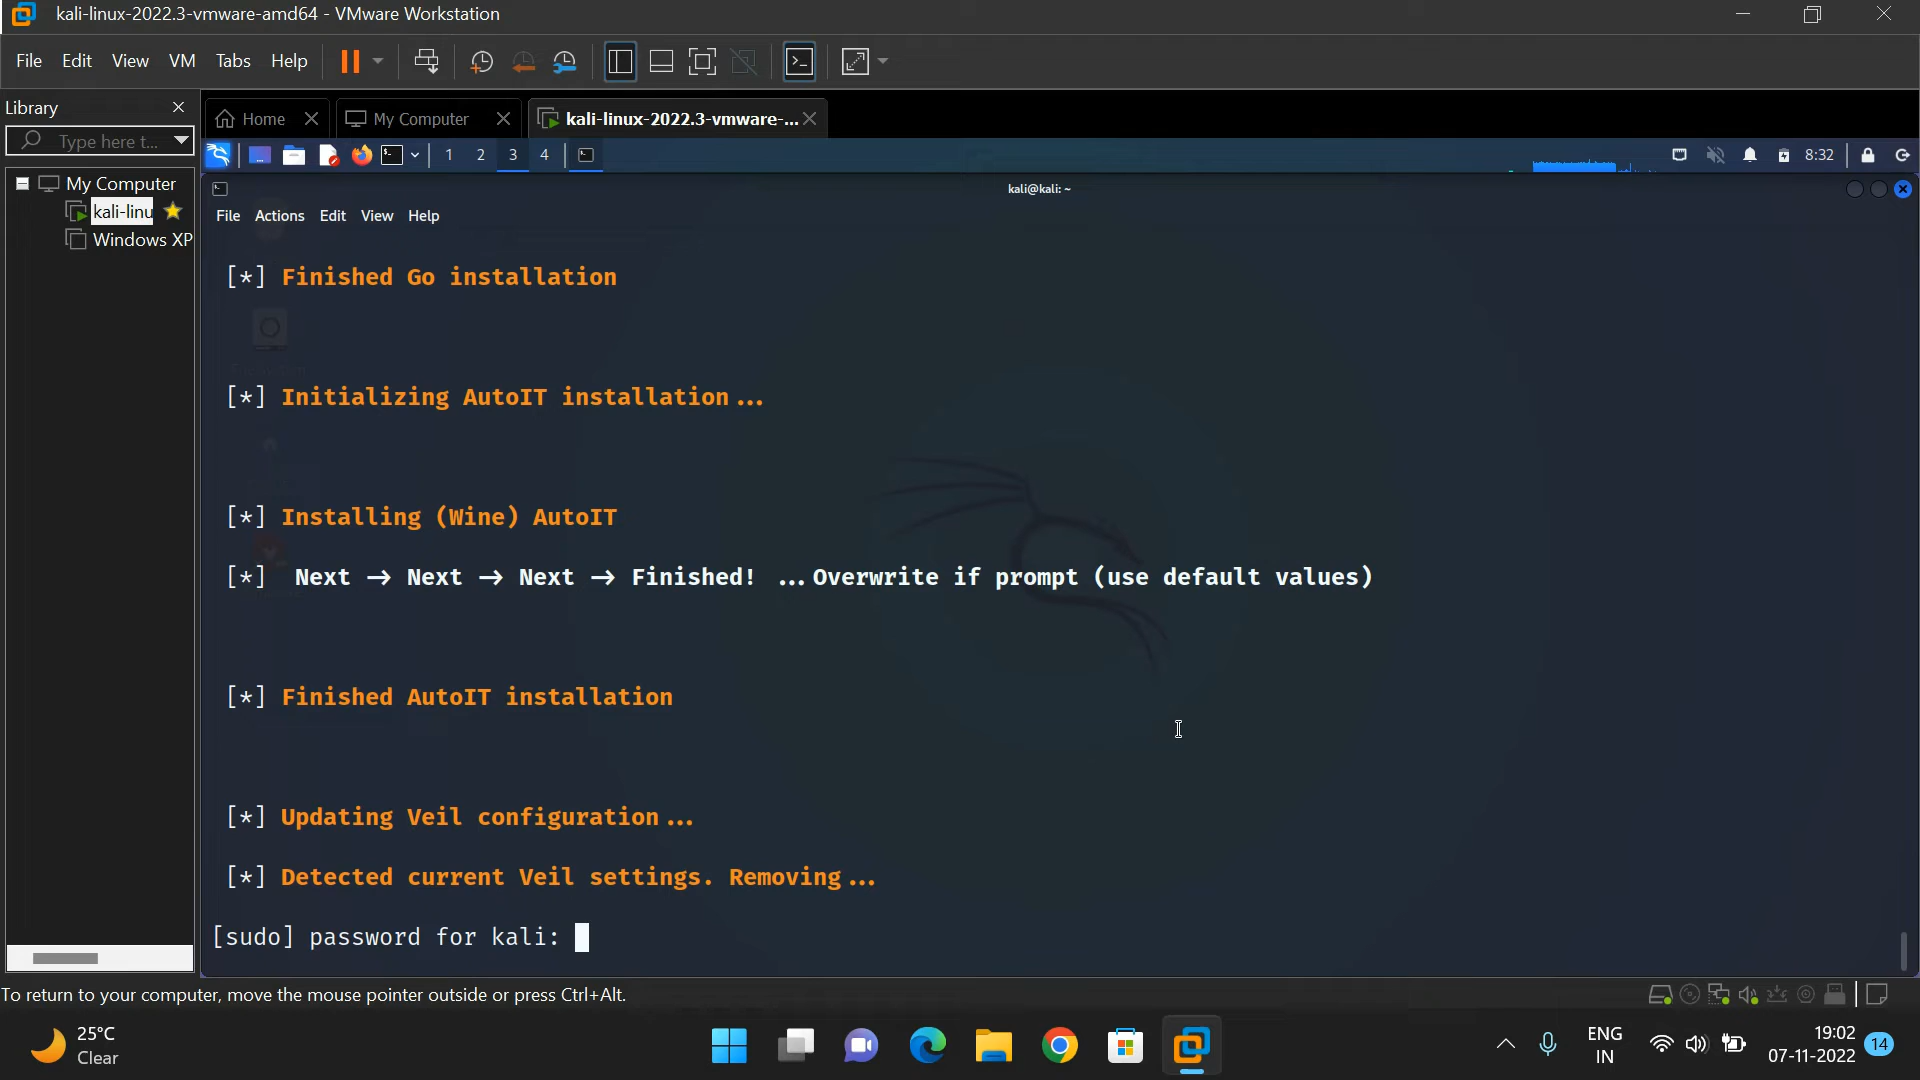 kali-linux-2022.3-vmware-amd64 - VMware Workstation
File Edit View VM Tabs Help
Library
Type here t...
My Computer
kali-linu
Windows XP
Home
My Computer
kali-linux-2022.3-vmware-...
1 2 3 4
8:32
kali@kali: ~
File Actions Edit View Help
[*] Finished Go installation
[*] Initializing AutoIT installation...
[*] Installing (Wine) AutoIT
[*] Next → Next → Next → Finished! ...Overwrite if prompt (use default values)
[*] Finished AutoIT installation
[*] Updating Veil configuration...
[*] Detected current Veil settings. Removing...
[sudo] password for kali:
To return to your computer, move the mouse pointer outside or press Ctrl+Alt.
25°C
Clear
ENG
IN
19:02
07-11-2022
14